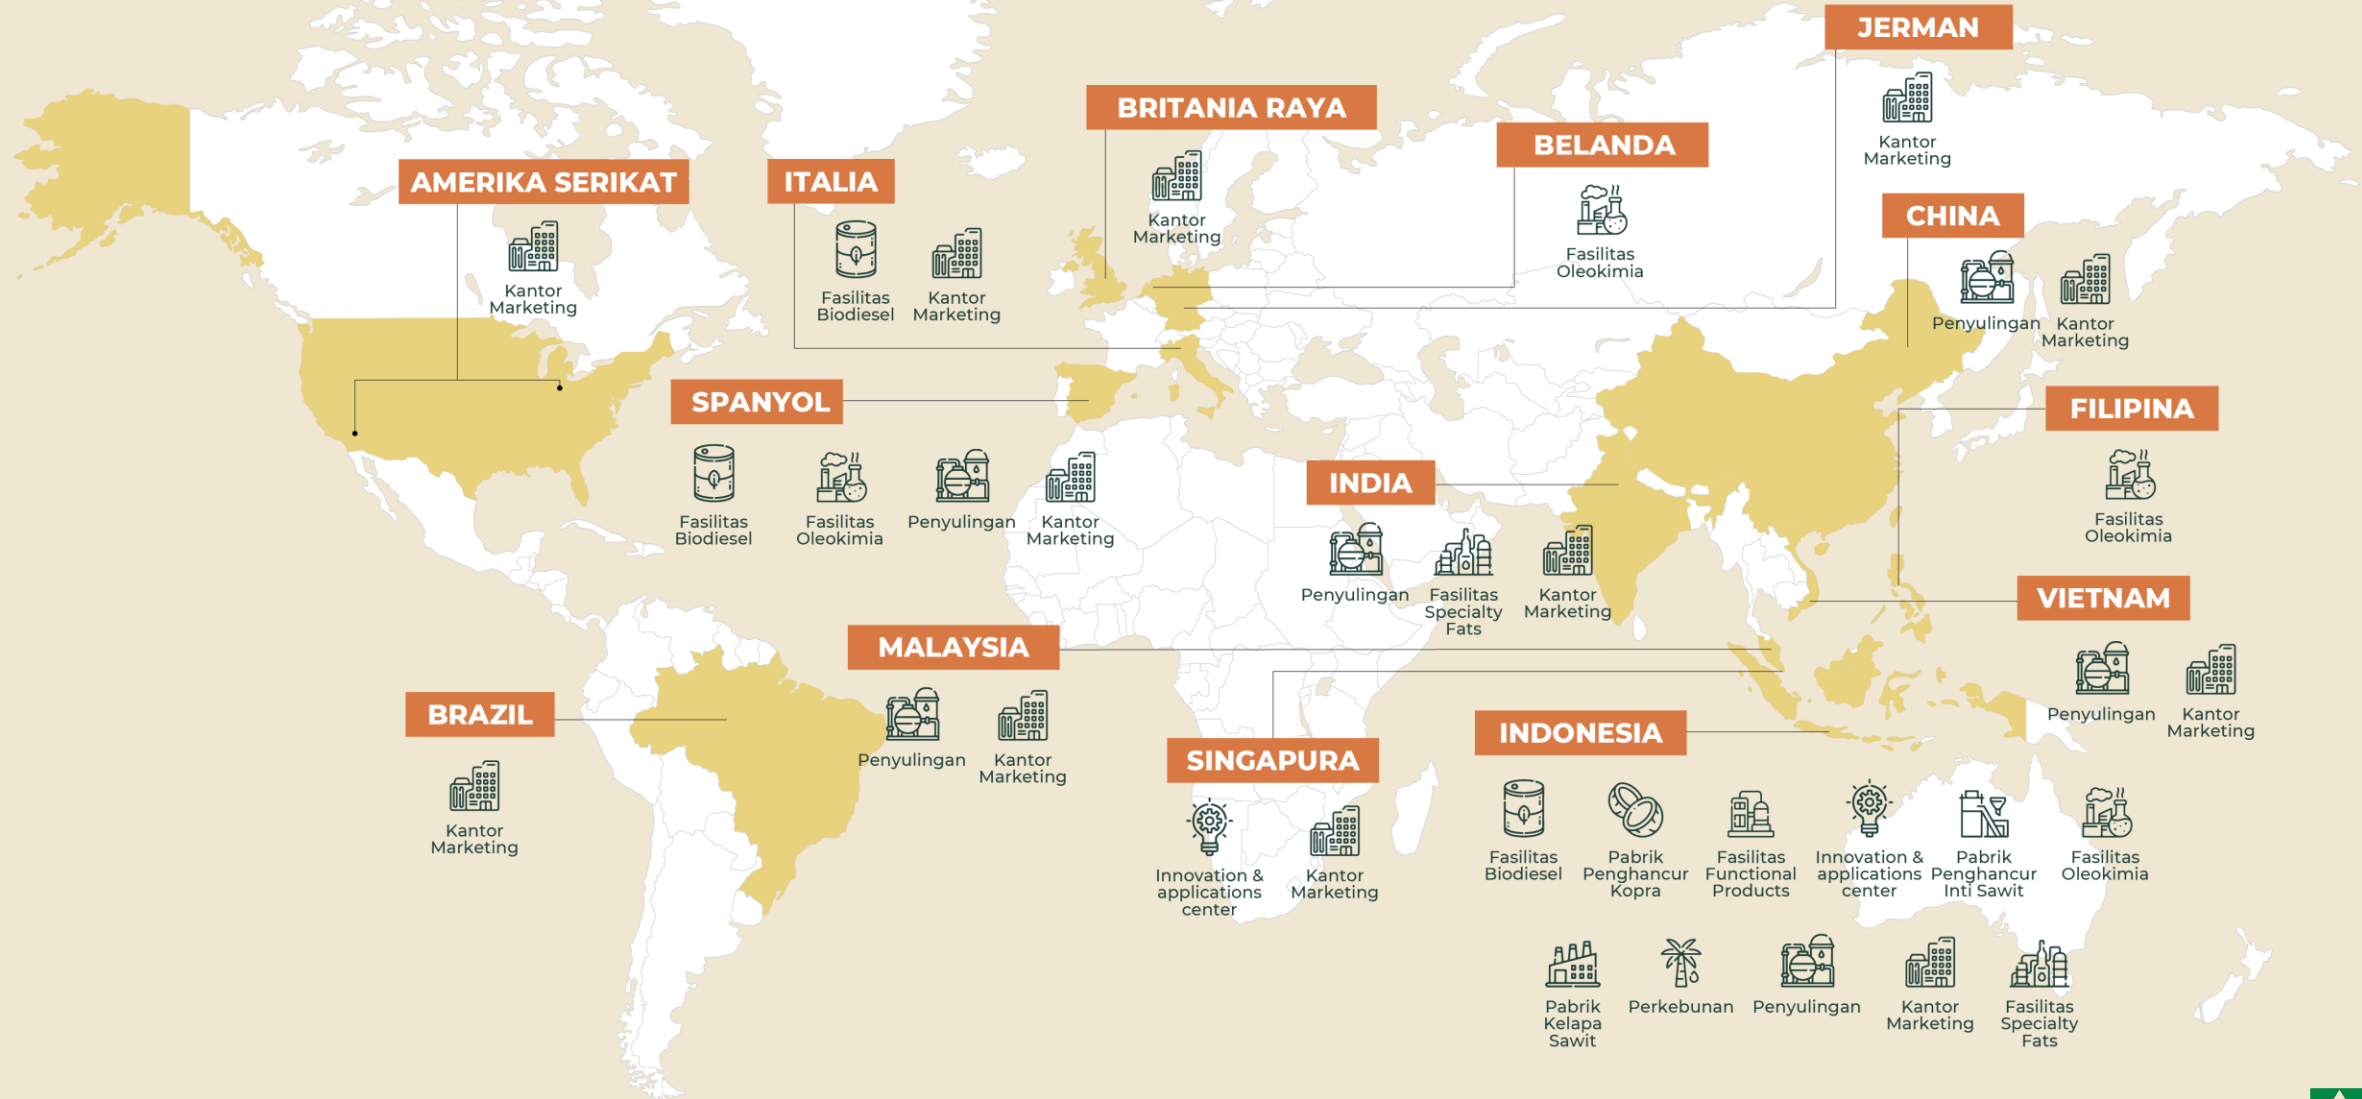 JERMAN
Kantor
Marketing
BRITANIA RAYA
Kantor
Marketing
BELANDA
Fasilitas
Oleokimia
AMERIKA SERIKAT
Kantor
Marketing
ITALIA
Fasilitas
Biodiesel
Kantor
Marketing
CHINA
Penyulingan
Kantor
Marketing
SPANYOL
Fasilitas
Biodiesel
Fasilitas
Oleokimia
Penyulingan
Kantor
Marketing
FILIPINA
Fasilitas
Oleokimia
INDIA
Penyulingan
Fasilitas
Specialty
Fats
Kantor
Marketing
VIETNAM
Penyulingan
Kantor
Marketing
MALAYSIA
Penyulingan
Kantor
Marketing
BRAZIL
Kantor
Marketing
SINGAPURA
Innovation &
applications
center
Kantor
Marketing
INDONESIA
Fasilitas
Biodiesel
Pabrik
Penghancur
Kopra
Fasilitas
Functional
Products
Innovation &
applications
center
Pabrik
Penghancur
Inti Sawit
Fasilitas
Oleokimia
Pabrik
Kelapa
Sawit
Perkebunan
Penyulingan
Kantor
Marketing
Fasilitas
Specialty
Fats